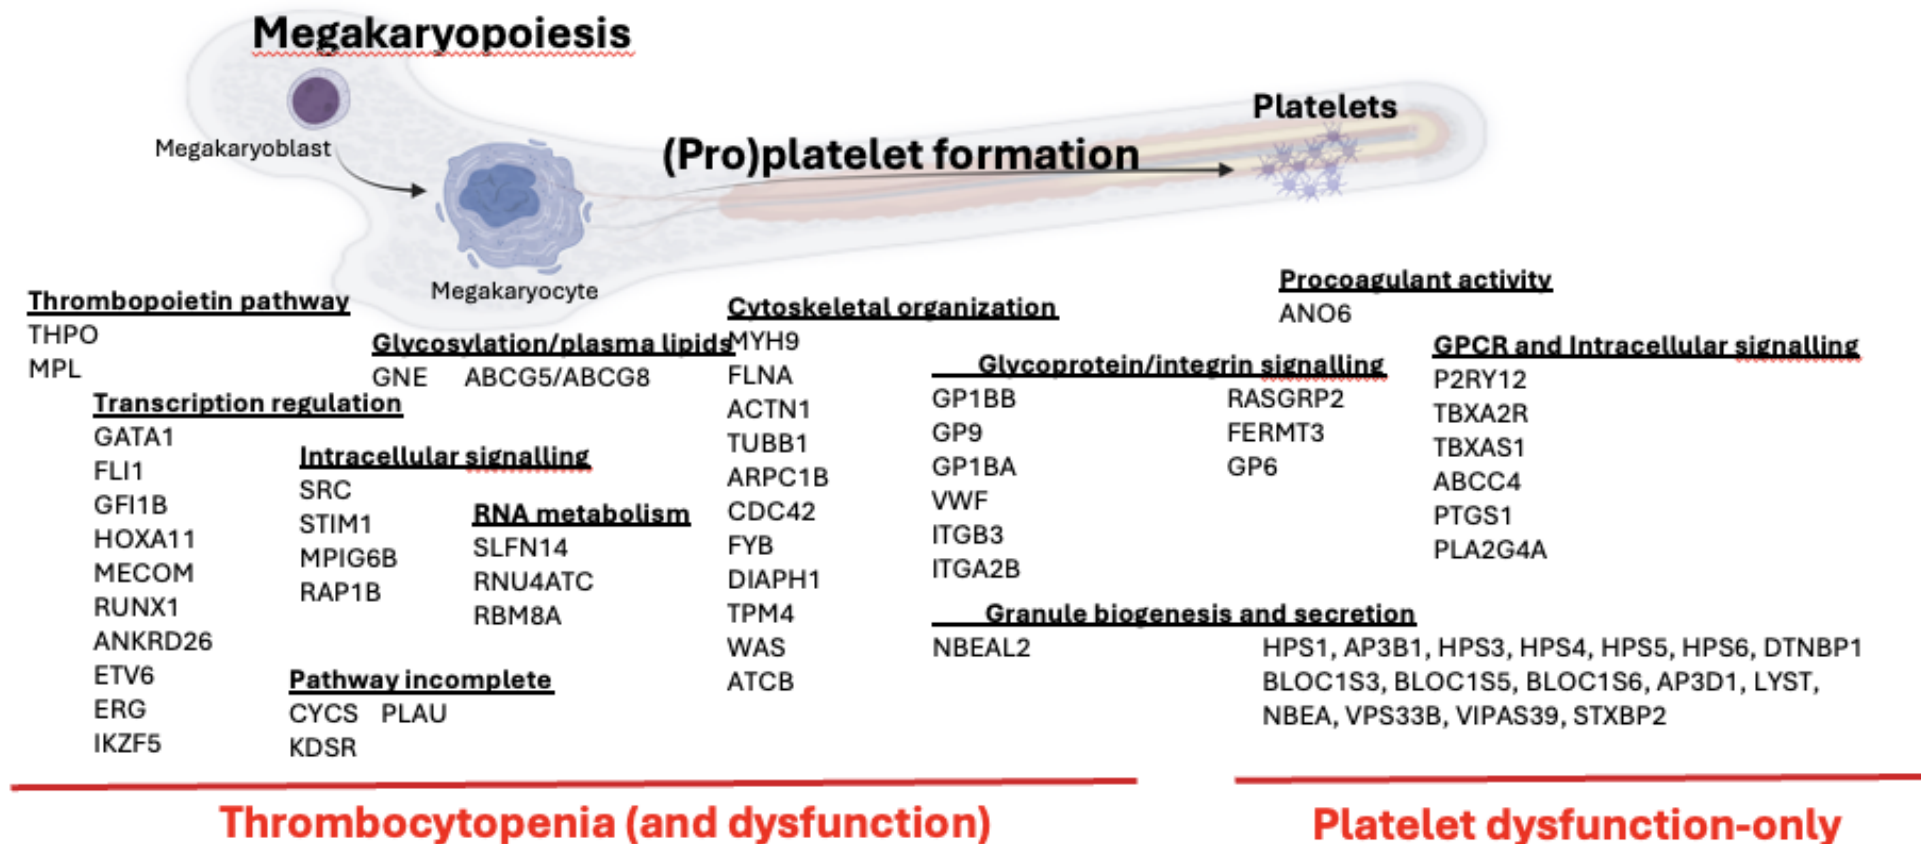 Megakaryopoiesis
Megakaryoblast
Megakaryocyte
(Pro)platelet formation
Platelets
Thrombopoietin pathway
THPO
MPL
Transcription regulation
GATA1
FLI1
GFI1B
HOXA11
MECOM
RUNX1
ANKRD26
ETV6
ERG
IKZF5
Glycosylation/plasma lipids
GNE ABCG5/ABCG8
Intracellular signalling
SRC
STIM1
MPIG6B
RAP1B
RNA metabolism
SLFN14
RNU4ATC
RBM8A
Pathway incomplete
CYCS PLAU
KDSR
Cytoskeletal organization
MYH9
FLNA
ACTN1
TUBB1
ARPC1B
CDC42
FYB
DIAPH1
TPM4
WAS
ATCB
Glycoprotein/integrin signalling
GP1BB
GP9
GP1BA
VWF
ITGB3
ITGA2B
RASGRP2
FERMT3
GP6
Procoagulant activity
ANO6
GPCR and Intracellular signalling
P2RY12
TBXA2R
TBXAS1
ABCC4
PTGS1
PLA2G4A
Granule biogenesis and secretion
NBEAL2
HPS1, AP3B1, HPS3, HPS4, HPS5, HPS6, DTNBP1
BLOC1S3, BLOC1S5, BLOC1S6, AP3D1, LYST,
NBEA, VPS33B, VIPAS39, STXBP2
Thrombocytopenia (and dysfunction)
Platelet dysfunction-only